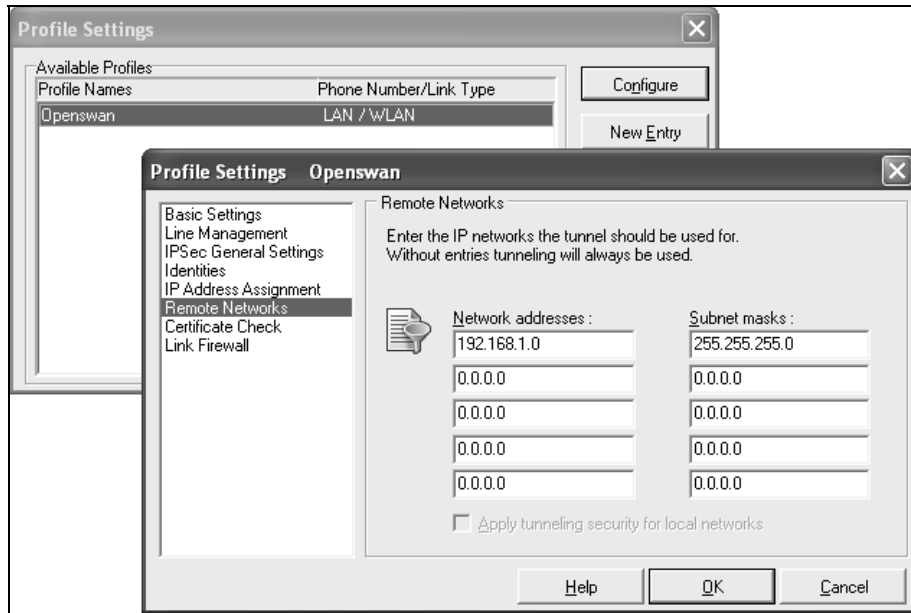 Profile Settings
Available Profiles
Profile Names Phone Number/Link Type
Openswan LAN / WLAN
Configure
New Entry
Profile Settings Openswan
Basic Settings
Line Management
IPSec General Settings
Identities
IP Address Assignment
Remote Networks
Certificate Check
Link Firewall
Remote Networks
Enter the IP networks the tunnel should be used for.
Without entries tunneling will always be used.
Network addresses : Subnet masks :
192.168.1.0 255.255.255.0
0.0.0.0 0.0.0.0
0.0.0.0 0.0.0.0
0.0.0.0 0.0.0.0
0.0.0.0 0.0.0.0
Apply tunneling security for local networks
Help OK Cancel